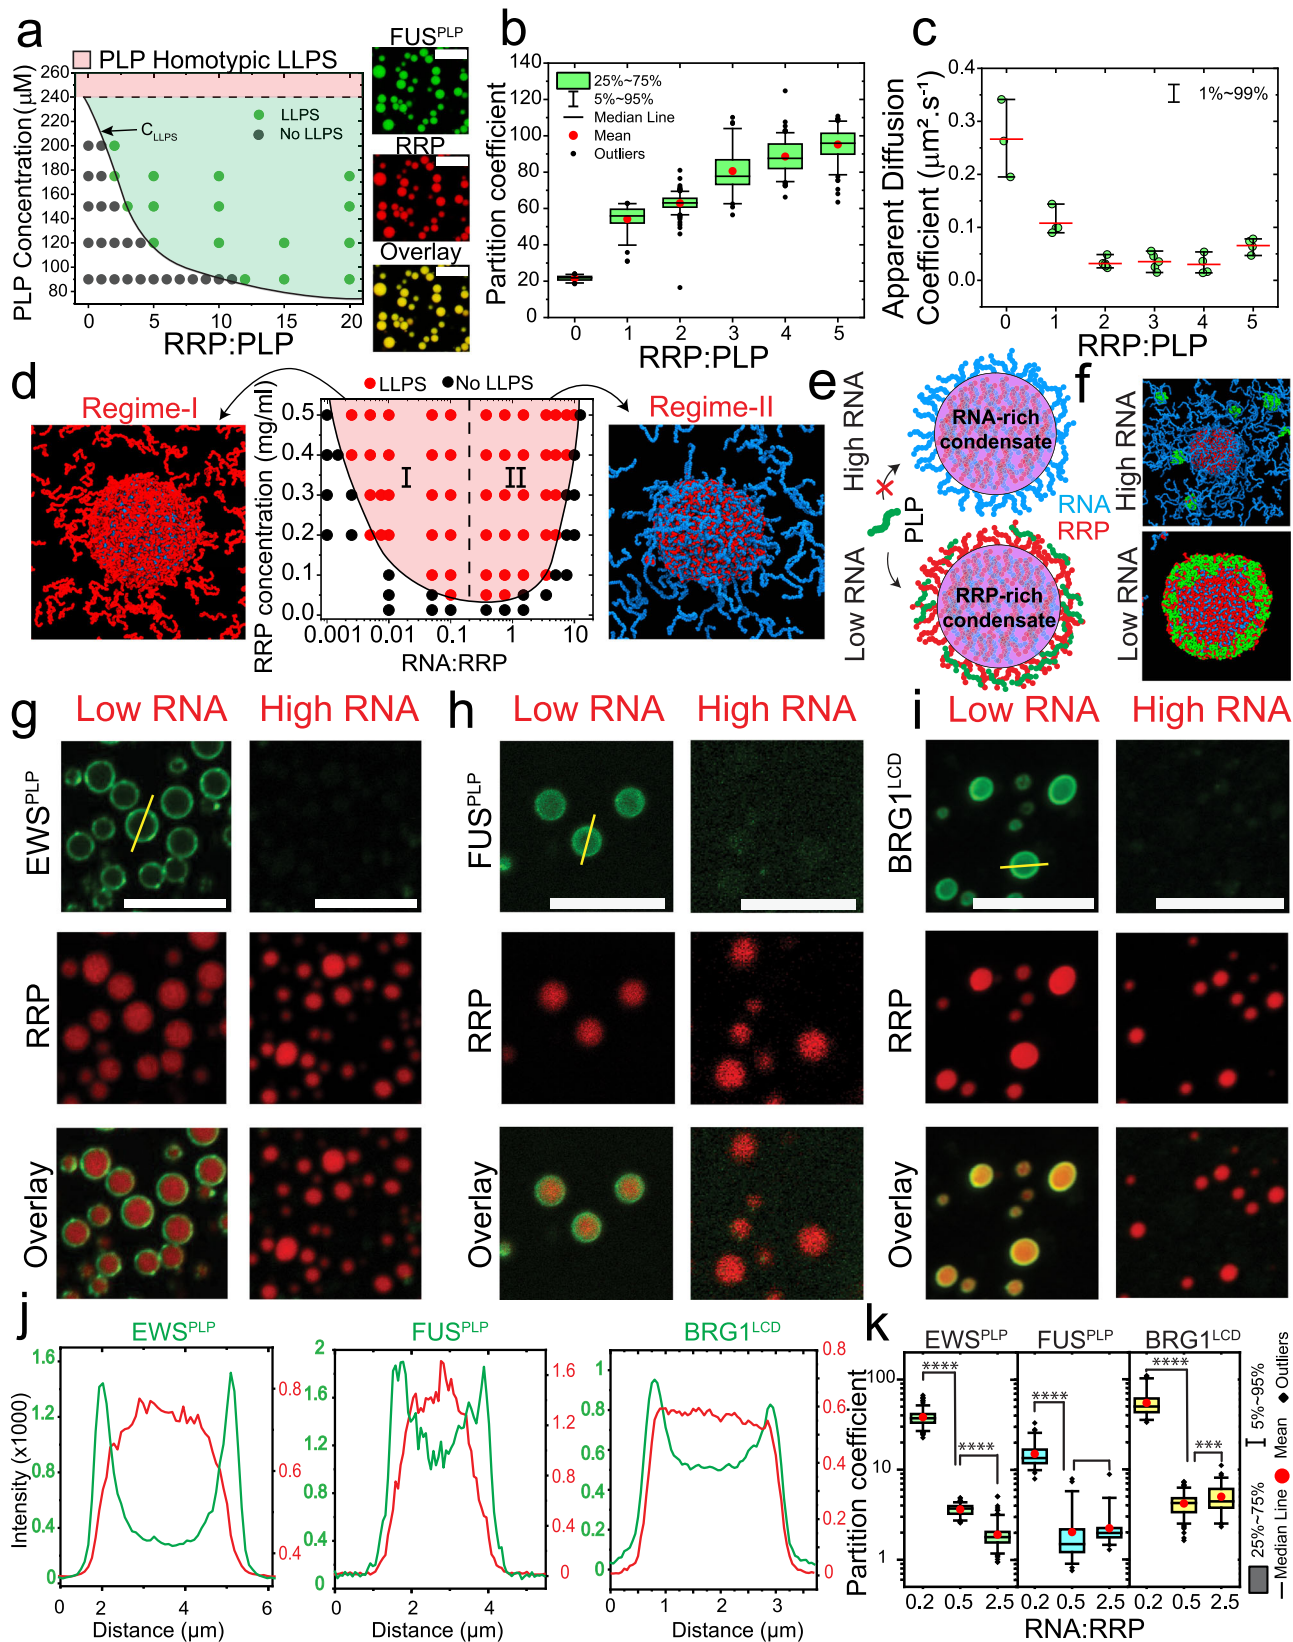 a
PLP Homotypic LLPS
PLP Concentration (μM)
260
240
220
200
180
160
140
120
100
80
C_LLPS
LLPS
No LLPS
0
5
10
15
20
RRP:PLP
FUS^PLP
RRP
Overlay
b
Partition coefficient
140
120
100
80
60
40
20
0
25%~75%
5%~95%
Median Line
Mean
Outliers
0
1
2
3
4
5
RRP:PLP
c
Apparent Diffusion
Coefficient (μm².s⁻¹)
0.4
0.3
0.2
0.1
0.0
1%~99%
0
1
2
3
4
5
RRP:PLP
d
Regime-I
LLPS
No LLPS
Regime-II
RRP concentration (mg/ml)
0.5
0.4
0.3
0.2
0.1
0.0
I
II
0.001
0.01
0.1
1
10
RNA:RRP
e
High RNA
Low RNA
RNA-rich
condensate
PLP
RNA
RRP
RRP-rich
condensate
f
High RNA
Low RNA
g
Low RNA
High RNA
EWS^PLP
RRP
Overlay
h
Low RNA
High RNA
FUS^PLP
RRP
Overlay
i
Low RNA
High RNA
BRG1^LCD
RRP
Overlay
j
EWS^PLP
Intensity (x1000)
1.6
1.2
0.8
0.4
0
0.8
0.6
0.4
0
2
4
6
Distance (μm)
FUS^PLP
2
1.6
1.2
0.8
0.4
0
1.6
1.2
0.8
0.4
0
0
2
4
6
Distance (μm)
BRG1^LCD
1
0.8
0.6
0.4
0.2
0
0.8
0.6
0.4
0.2
0
0
1
2
3
Distance (μm)
k
EWS^PLP
FUS^PLP
BRG1^LCD
Partition coefficient
100
10
1
****
****
****
****
***
0.2
0.5
2.5
0.2
0.5
2.5
0.2
0.5
2.5
RNA:RRP
25%~75%
5%~95%
Median Line
Mean
Outliers